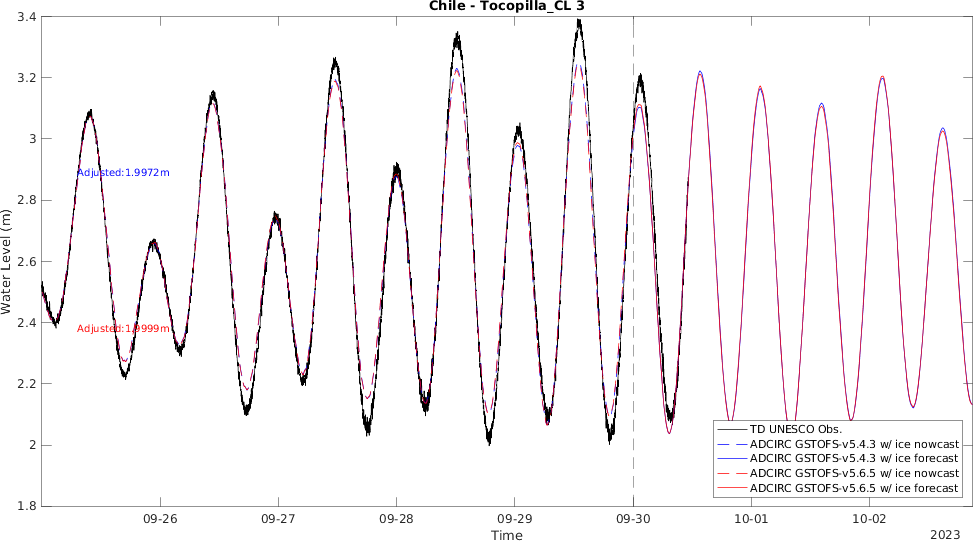 Chile - Tocopilla_CL 3
3.4
3.2
3
2.8
2.6
2.4
2.2
2
1.8
Water Level (m)
Adjusted:1.9972m
Adjusted:1.9999m
TD UNESCO Obs.
ADCIRC GSTOFS-v5.4.3 w/ ice nowcast
ADCIRC GSTOFS-v5.4.3 w/ ice forecast
ADCIRC GSTOFS-v5.6.5 w/ ice nowcast
ADCIRC GSTOFS-v5.6.5 w/ ice forecast
09-26 09-27 09-28 09-29 09-30 10-01 10-02
Time
2023